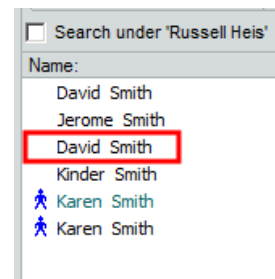 Search under 'Russell Heis'
Name:
David Smith
Jerome Smith
David Smith
Kinder Smith
Karen Smith
Karen Smith